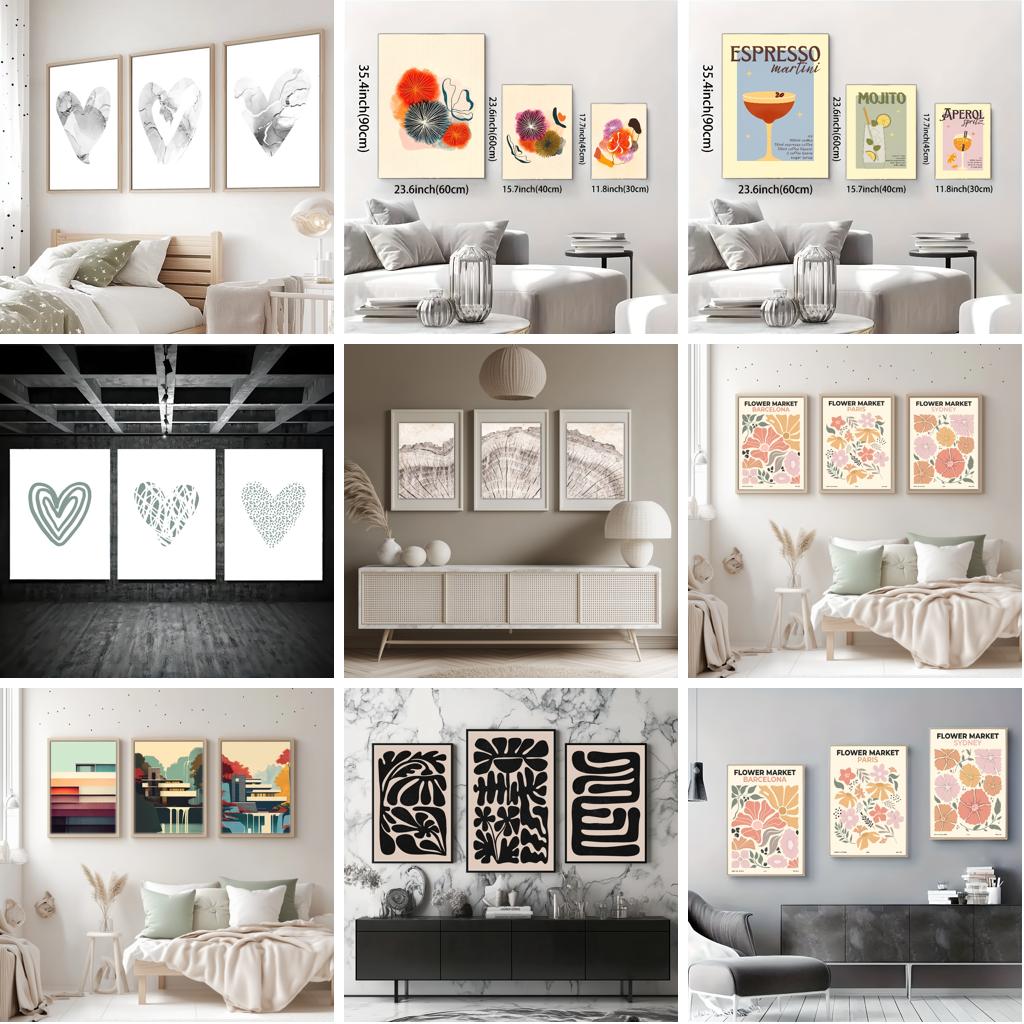 35.4inch(90cm)
23.6inch(60cm)
17.7inch(45cm)
23.6inch(60cm)
15.7inch(40cm)
11.8inch(30cm)
35.4inch(90cm)
ESPRESSO
martini
23.6inch(60cm)
MOJITO
17.7inch(45cm)
APEROL
spritz
23.6inch(60cm)
15.7inch(40cm)
11.8inch(30cm)
FLOWER MARKET
BARCELONA
FLOWER MARKET
PARIS
FLOWER MARKET
SYDNEY
FLOWER MARKET
BARCELONA
FLOWER MARKET
PARIS
FLOWER MARKET
SYDNEY